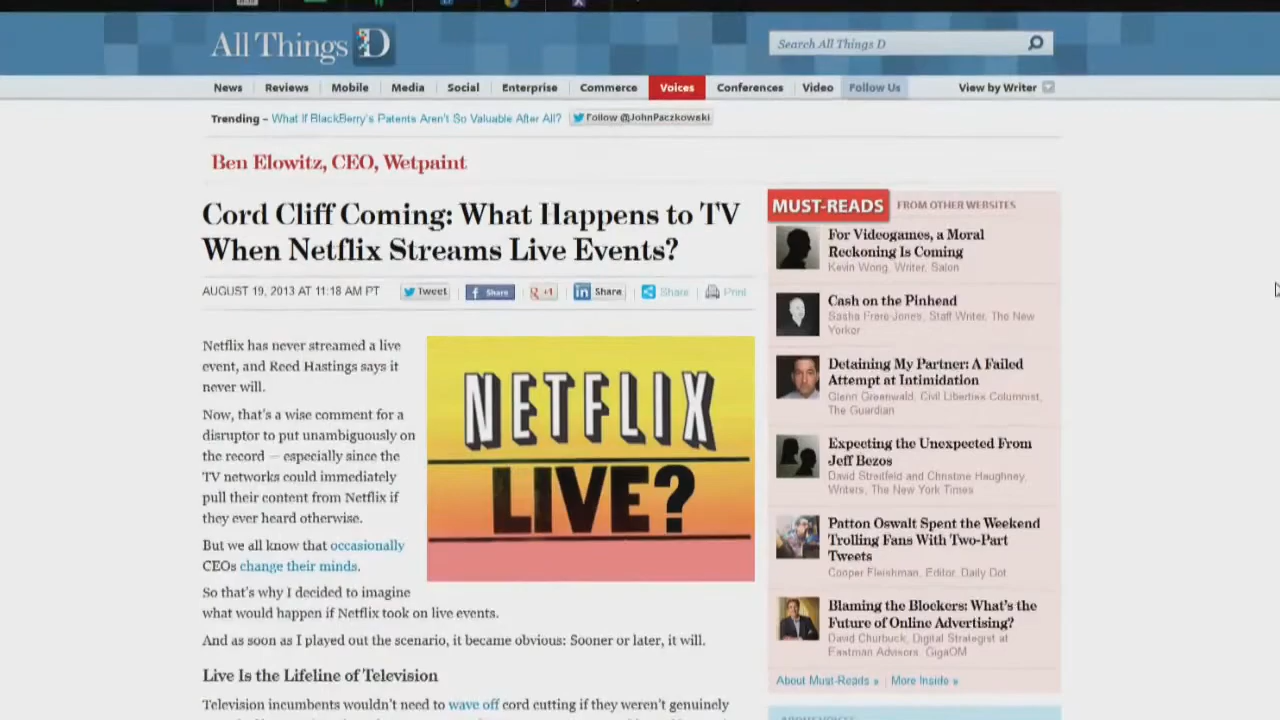 All Things D
Search All Things D
News Reviews Mobile Media Social Enterprise Commerce Voices Conferences Video Follow Us View by Writer
Trending – What If BlackBerry's Patents Aren't So Valuable After All? Follow @JohnPaczkowski
Ben Elowitz, CEO, Wetpaint
Cord Cliff Coming: What Happens to TV
When Netflix Streams Live Events?
AUGUST 19, 2013 AT 11:18 AM PT Tweet Share +1 Share Share Print
Netflix has never streamed a live
event, and Reed Hastings says it
never will.
Now, that's a wise comment for a
disruptor to put unambiguously on
the record — especially since the
TV networks could immediately
pull their content from Netflix if
they ever heard otherwise.
But we all know that occasionally
CEOs change their minds.
So that's why I decided to imagine
what would happen if Netflix took on live events.
And as soon as I played out the scenario, it became obvious: Sooner or later, it will.
Live Is the Lifeline of Television
Television incumbents wouldn't need to wave off cord cutting if they weren't genuinely
NETFLIX
LIVE?
MUST-READS FROM OTHER WEBSITES
For Videogames, a Moral
Reckoning Is Coming
Kevin Wong, Writer, Salon
Cash on the Pinhead
Sasha Frere-Jones, Staff Writer, The New
Yorker
Detaining My Partner: A Failed
Attempt at Intimidation
Glenn Greenwald, Civil Liberties Columnist,
The Guardian
Expecting the Unexpected From
Jeff Bezos
David Streitfeld and Christine Haughney,
Writers, The New York Times
Patton Oswalt Spent the Weekend
Trolling Fans With Two-Part
Tweets
Cooper Fleishman, Editor, Daily Dot
Blaming the Blockers: What's the
Future of Online Advertising?
David Churbuck, Digital Strategist at
Eastman Advisors, GigaOM
About Must-Reads » More Inside »